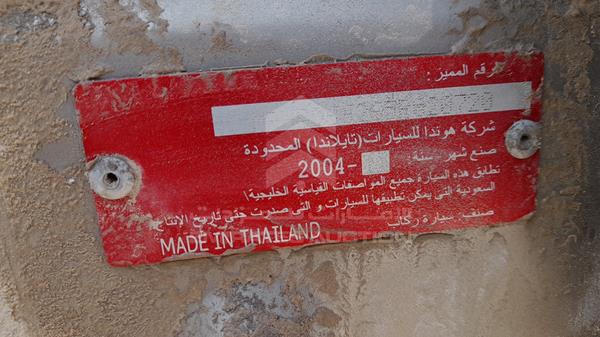 رقم المميز :
شركة هوندا للسيارات (تايلاندا) المحدودة
صنع شهر - سنة: 2004-
تطابق هذه السيارة جميع المواصفات القياسية الخليجية\
السعودية التي يمكن تطبيقها للسيارات و التي صدرت حتى تاريخ الإنتاج
صنف: سيارة ركاب
MADE IN THAILAND